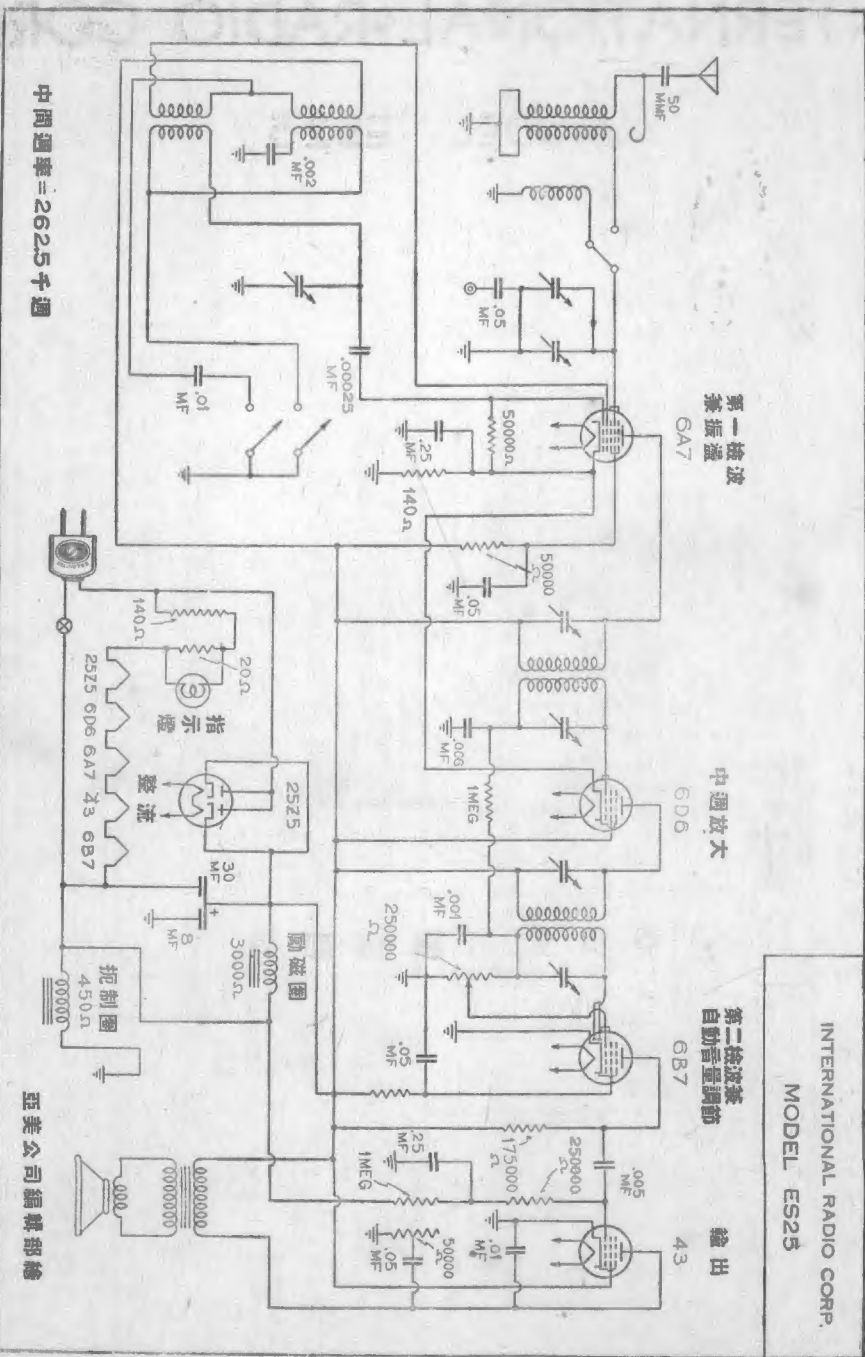 INTERNATIONAL RADIO CORP.
MODEL ES25
第一檢波
兼振盪
6A7
中週放大
6D6
第二檢波兼
自動音量調節
6B7
輸出
43
50
MMF
.002
MF
.05
MF
.00025
MF
.01
MF
50000Ω
.25
MF
140Ω
50000
Ω
.05
MF
.006
MF
1MEG
.001
MF
250000
Ω
.05
MF
175000
Ω
.25
MF
1MEG
250000
Ω
.005
MF
.01
MF
50000
Ω
.05
MF
140Ω
20Ω
指示燈
25Z5 6D6 6A7 43 6B7
25Z5
整流
30
MF
+
8
MF
勵磁圈
3000Ω
扼制圈
450Ω
中間週率=262.5千週
亞美公司編輯部繪